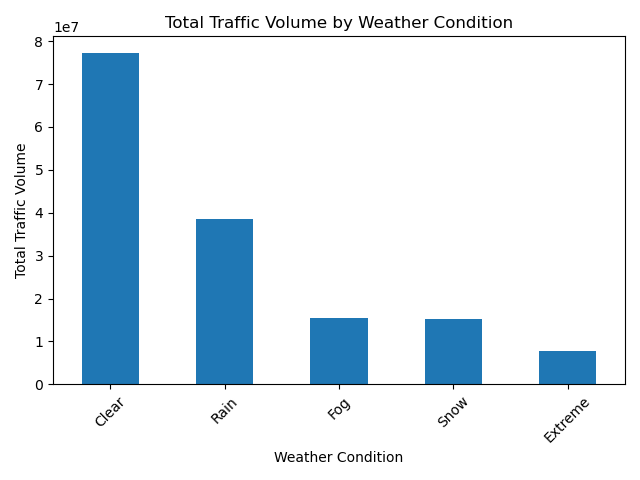 Total Traffic Volume by Weather Condition
1e7
8
7
6
5
4
3
2
1
0
Total Traffic Volume
Clear
Rain
Fog
Snow
Extreme
Weather Condition